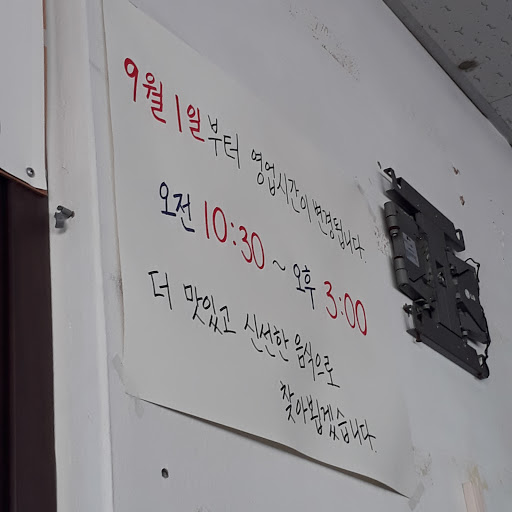 9월 1일부터 영업시간이 변경됩니다.
오전 10:30 ~ 오후 3:00
더 맛있고 신선한 음식으로
찾아뵙겠습니다.